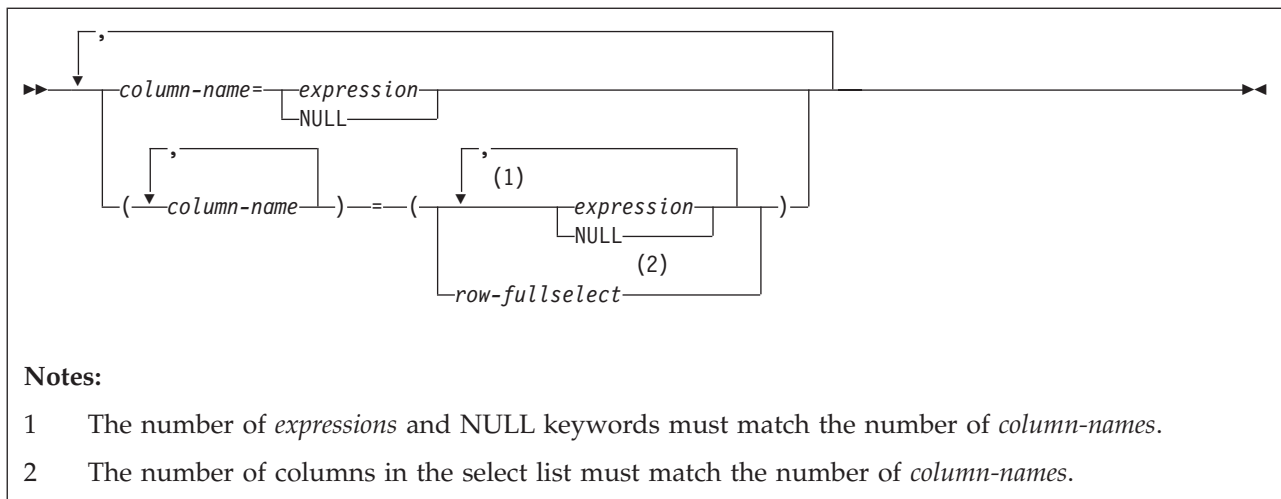 ,
column-name= expression
NULL
, ,
(1)
( column-name ) = ( expression )
NULL
(2)
row-fullselect
Notes:
1 The number of expressions and NULL keywords must match the number of column-names.
2 The number of columns in the select list must match the number of column-names.